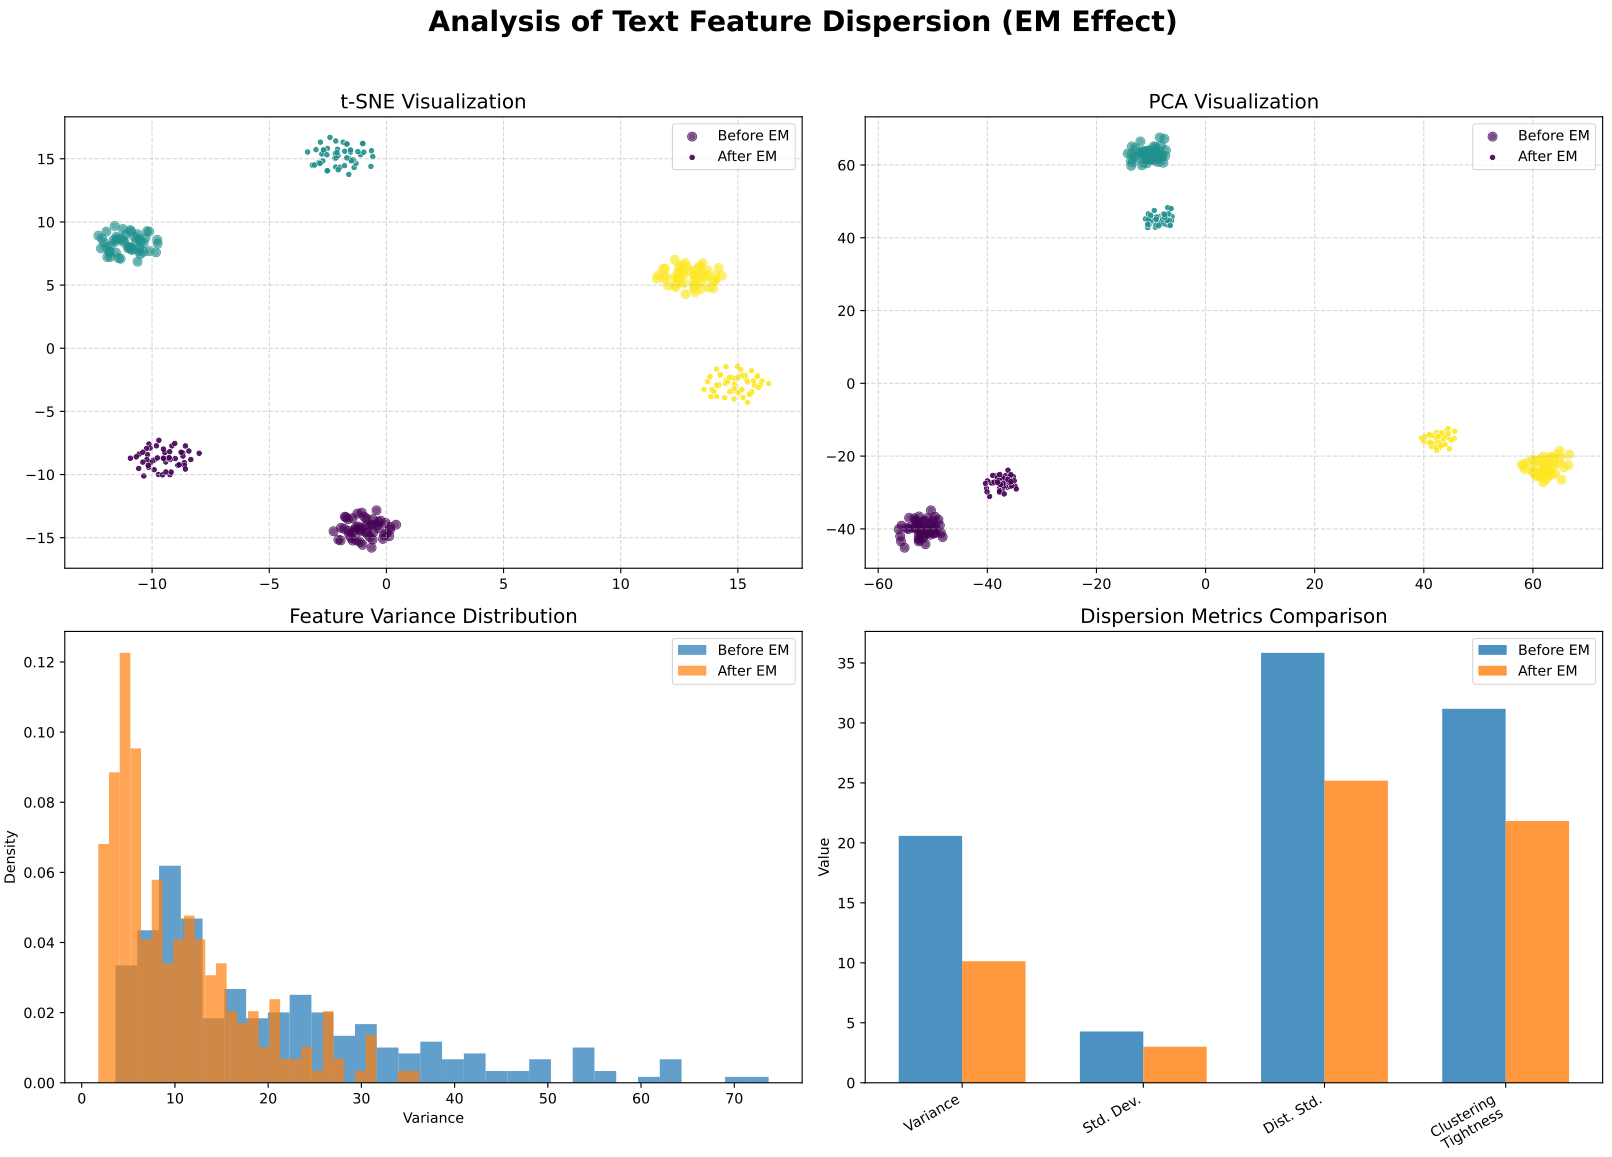 Analysis of Text Feature Dispersion (EM Effect)
t-SNE Visualization
Before EM
After EM
15
10
5
0
−5
−10
−15
−10
−5
0
5
10
15
PCA Visualization
Before EM
After EM
60
40
20
0
−20
−40
−60
−40
−20
0
20
40
60
Feature Variance Distribution
Before EM
After EM
Density
0.12
0.10
0.08
0.06
0.04
0.02
0.00
0
10
20
30
40
50
60
70
Variance
Dispersion Metrics Comparison
Before EM
After EM
Value
35
30
25
20
15
10
5
0
Variance
Std. Dev.
Dist. Std.
Clustering
Tightness